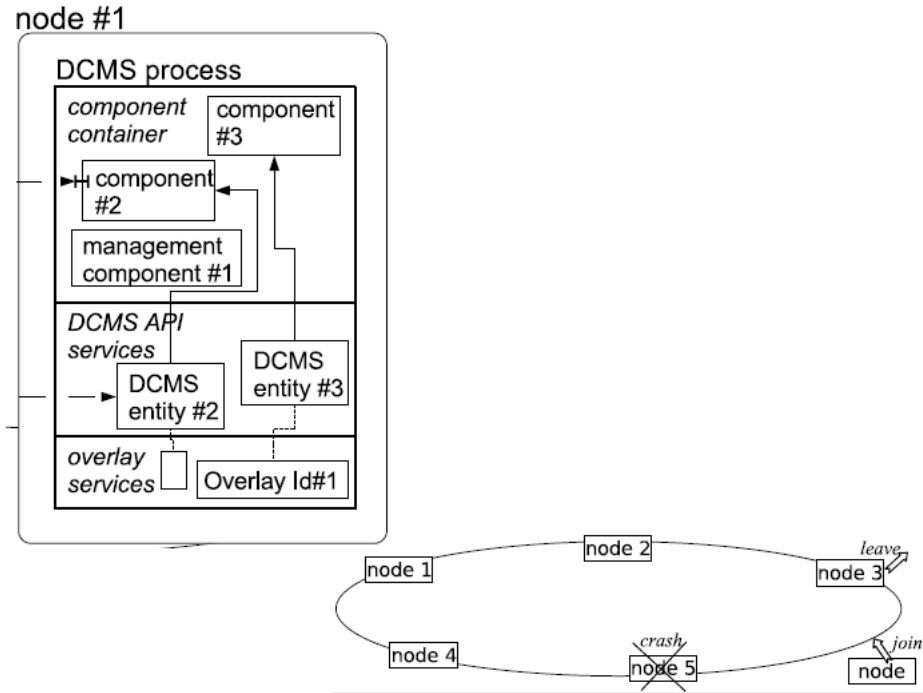 node #1
DCMS process
component
container
component
#3
component
#2
management
component #1
DCMS API
services
DCMS
entity #3
DCMS
entity #2
overlay
services
Overlay Id#1
node 1
node 2
node 3
leave
node 4
crash
node 5
join
node